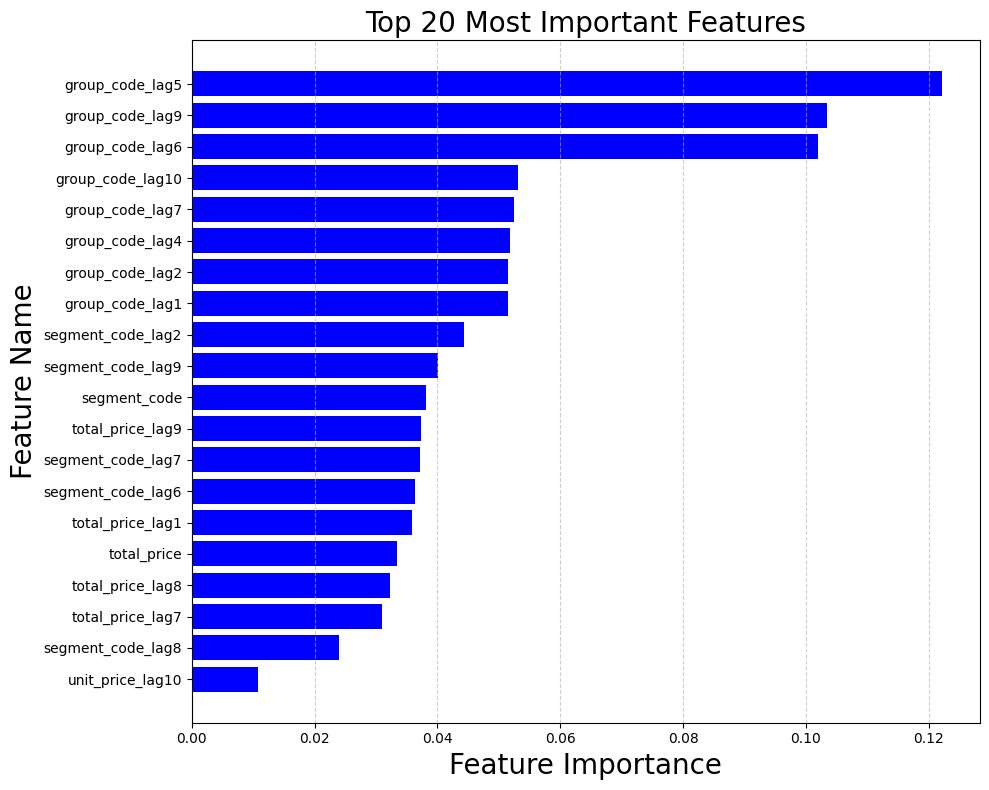 Top 20 Most Important Features
Feature Name
group_code_lag5
group_code_lag9
group_code_lag6
group_code_lag10
group_code_lag7
group_code_lag4
group_code_lag2
group_code_lag1
segment_code_lag2
segment_code_lag9
segment_code
total_price_lag9
segment_code_lag7
segment_code_lag6
total_price_lag1
total_price
total_price_lag8
total_price_lag7
segment_code_lag8
unit_price_lag10
0.00 0.02 0.04 0.06 0.08 0.10 0.12
Feature Importance